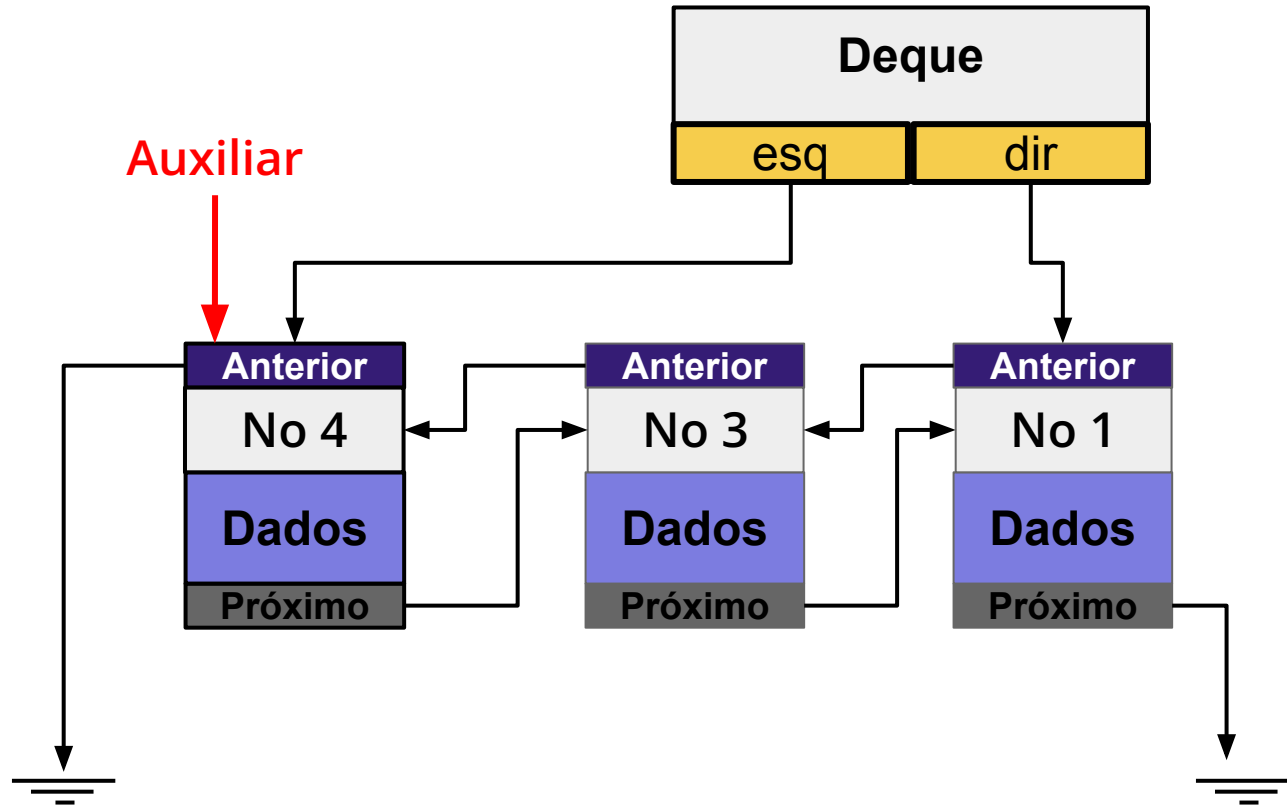 Deque
esq dir
Auxiliar
Anterior Anterior Anterior
No 4 No 3 No 1
Dados Dados Dados
Próximo Próximo Próximo